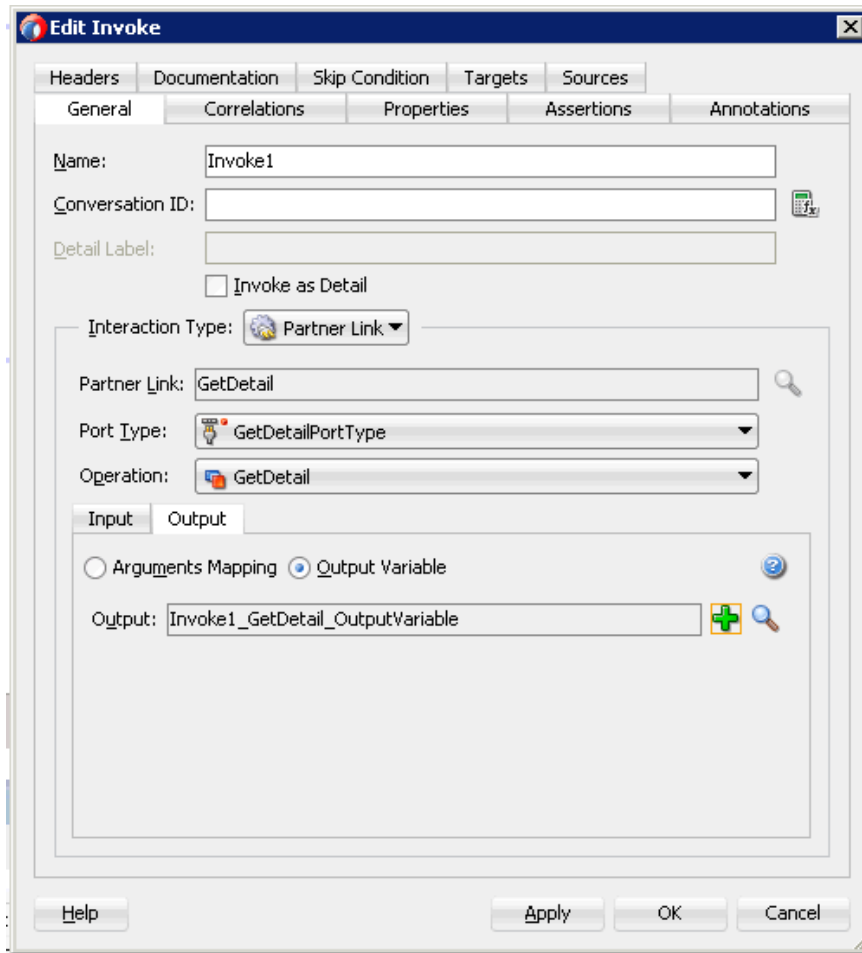 Edit Invoke
Headers Documentation Skip Condition Targets Sources
General Correlations Properties Assertions Annotations
Name: Invoke1
Conversation ID:
Detail Label:
Invoke as Detail
Interaction Type: Partner Link
Partner Link: GetDetail
Port Type: GetDetailPortType
Operation: GetDetail
Input Output
Arguments Mapping Output Variable
Output: Invoke1_GetDetail_OutputVariable
Help Apply OK Cancel